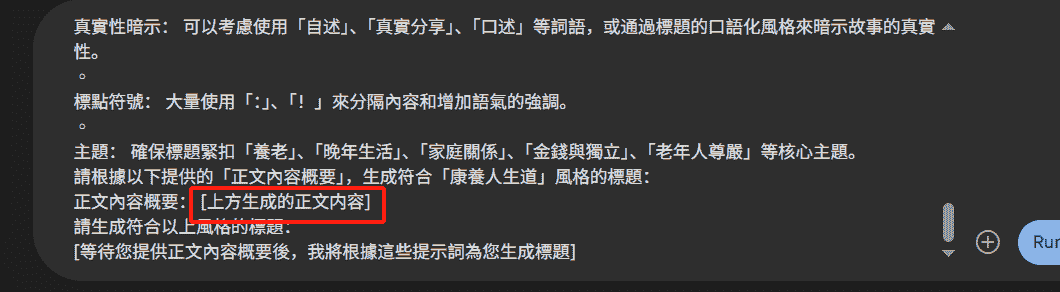 真實性暗示： 可以考慮使用「自述」、「真實分享」、「口述」等詞語，或通過標題的口語化風格來暗示故事的真實
性。
。
標點符號： 大量使用「：」、「！」來分隔內容和增加語氣的強調。
。
主題： 確保標題緊扣「養老」、「晚年生活」、「家庭關係」、「金錢與獨立」、「老年人尊嚴」等核心主題。
請根據以下提供的「正文內容概要」，生成符合「康養人生道」風格的標題：
正文內容概要： [上方生成的正文内容]
請生成符合以上風格的標題：
[等待您提供正文內容概要後，我將根據這些提示詞為您生成標題]
Run